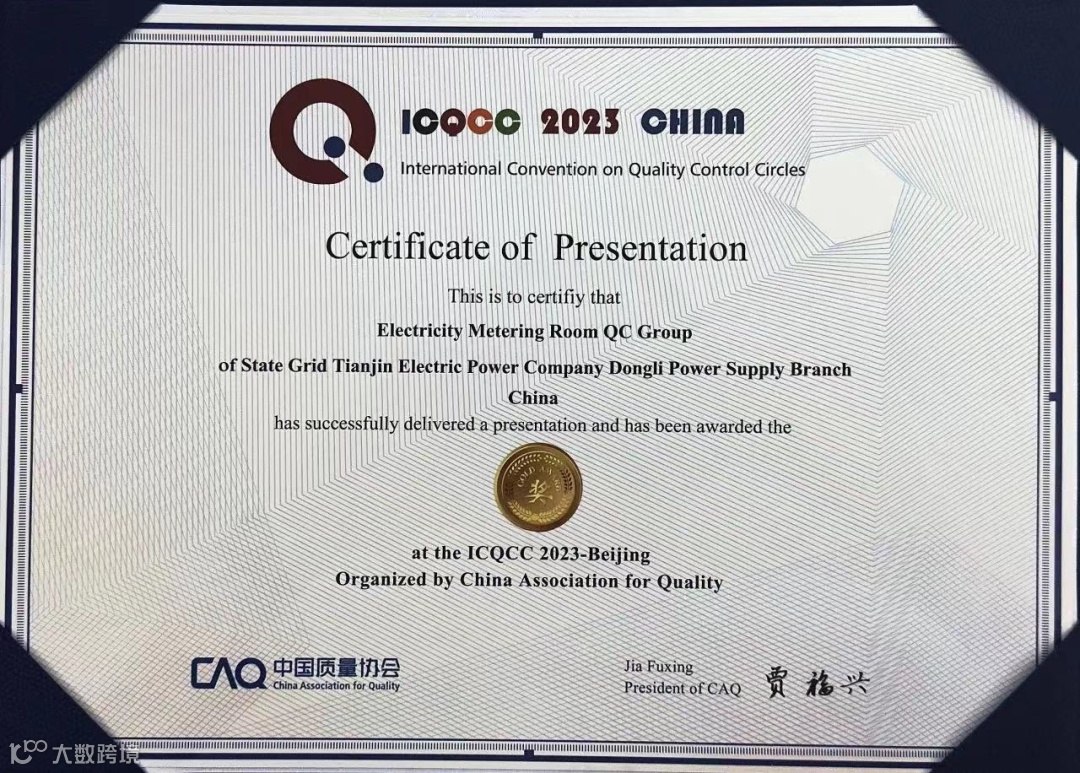 ICQCC 2023 CHINA
International Convention on Quality Control Circles
Certificate of Presentation
This is to certifiy that
Electricity Metering Room QC Group
of State Grid Tianjin Electric Power Company Dongli Power Supply Branch
China
has successfully delivered a presentation and has been awarded the
GOLD AWARD
奖
at the ICQCC 2023-Beijing
Organized by China Association for Quality
CAQ 中国质量协会
China Association for Quality
Jia Fuxing
President of CAQ
贾福兴
大数跨境